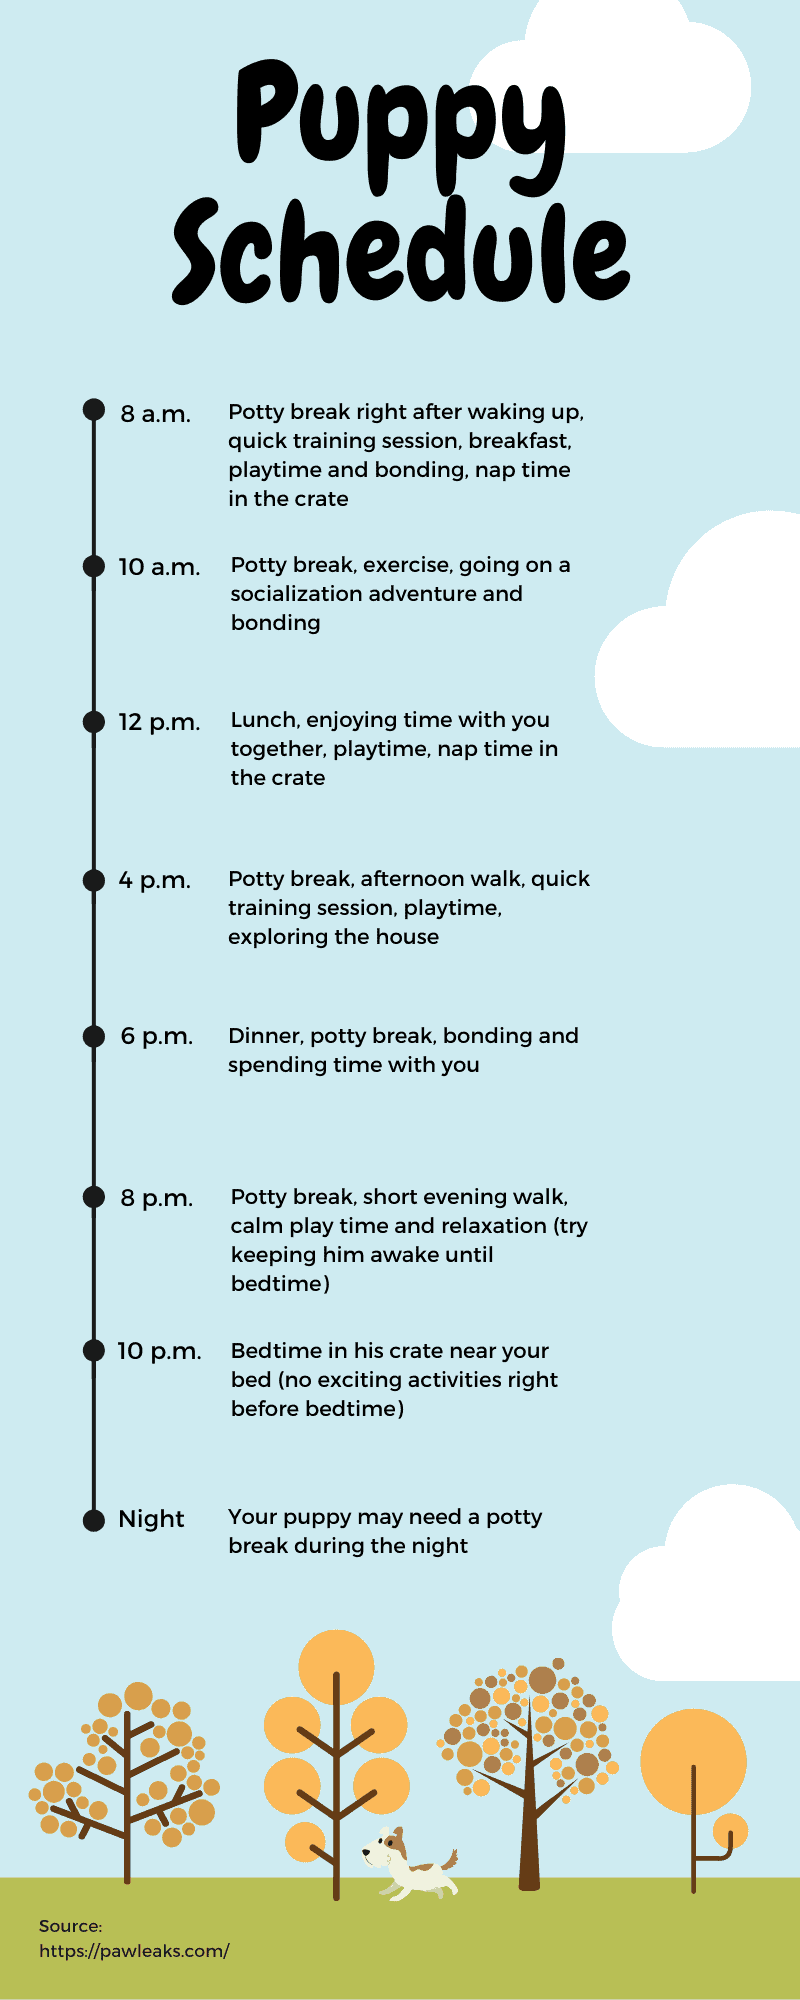 Puppy
Schedule
8 a.m.
Potty break right after waking up,
quick training session, breakfast,
playtime and bonding, nap time
in the crate
10 a.m.
Potty break, exercise, going on a
socialization adventure and
bonding
12 p.m.
Lunch, enjoying time with you
together, playtime, nap time in
the crate
4 p.m.
Potty break, afternoon walk, quick
training session, playtime,
exploring the house
6 p.m.
Dinner, potty break, bonding and
spending time with you
8 p.m.
Potty break, short evening walk,
calm play time and relaxation (try
keeping him awake until
bedtime)
10 p.m.
Bedtime in his crate near your
bed (no exciting activities right
before bedtime)
Night
Your puppy may need a potty
break during the night
Source:
https://pawleaks.com/